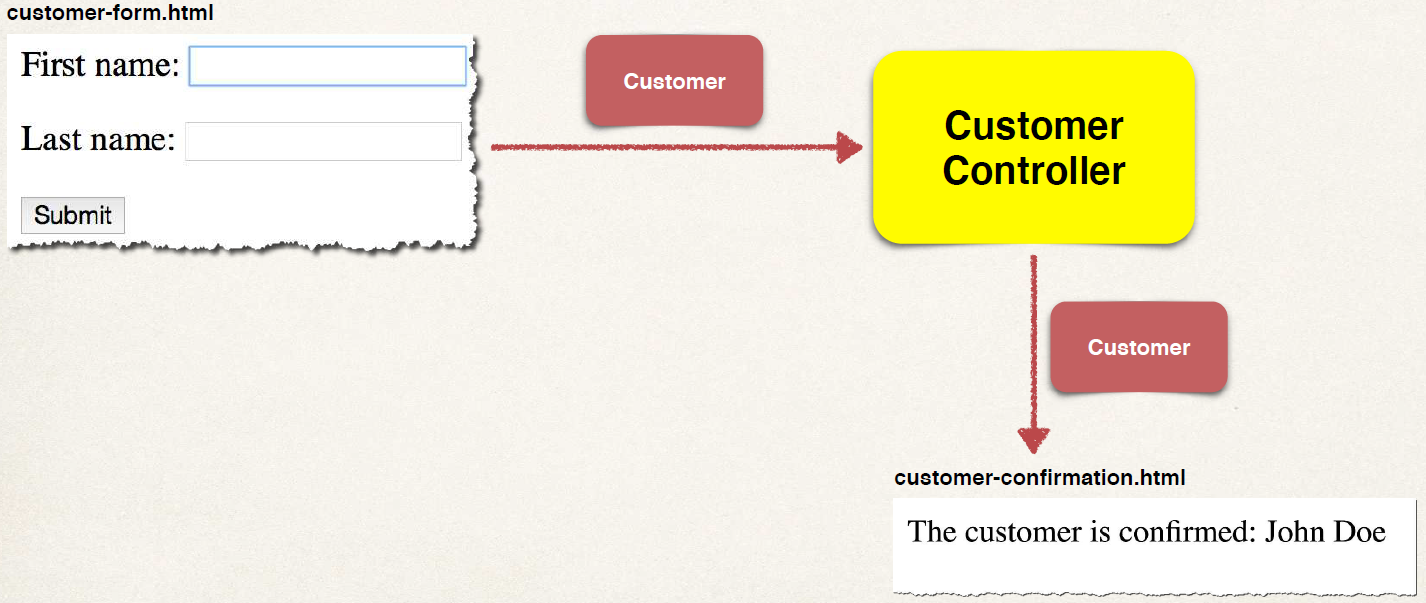 customer-form.html
First name:
Last name:
Submit
Customer
Customer
Controller
Customer
customer-confirmation.html
The customer is confirmed: John Doe